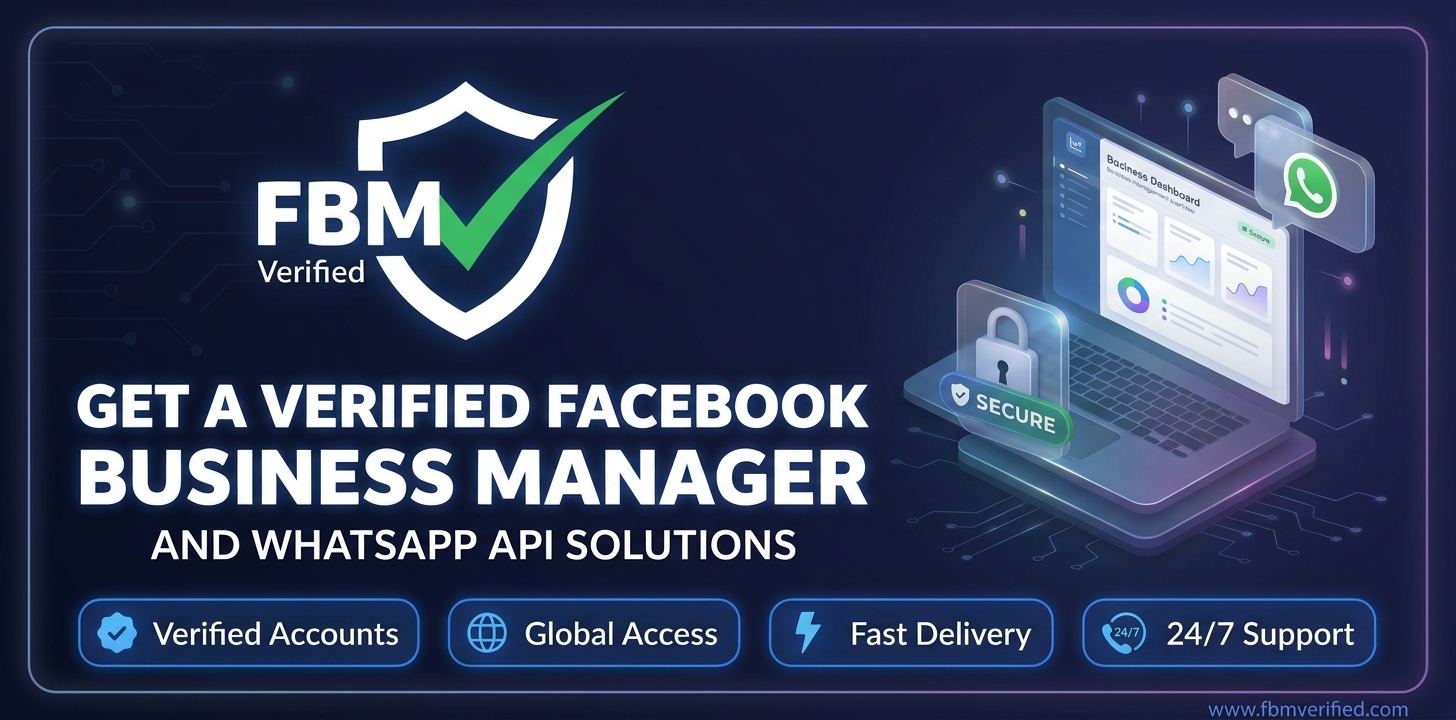 FBM
Verified
GET A VERIFIED FACEBOOK
BUSINESS MANAGER
AND WHATSAPP API SOLUTIONS
Baciness Dashboard
Secure
SECURE
Verified Accounts
Global Access
Fast Delivery
24/7
24/7 Support
www.fbmverified.com